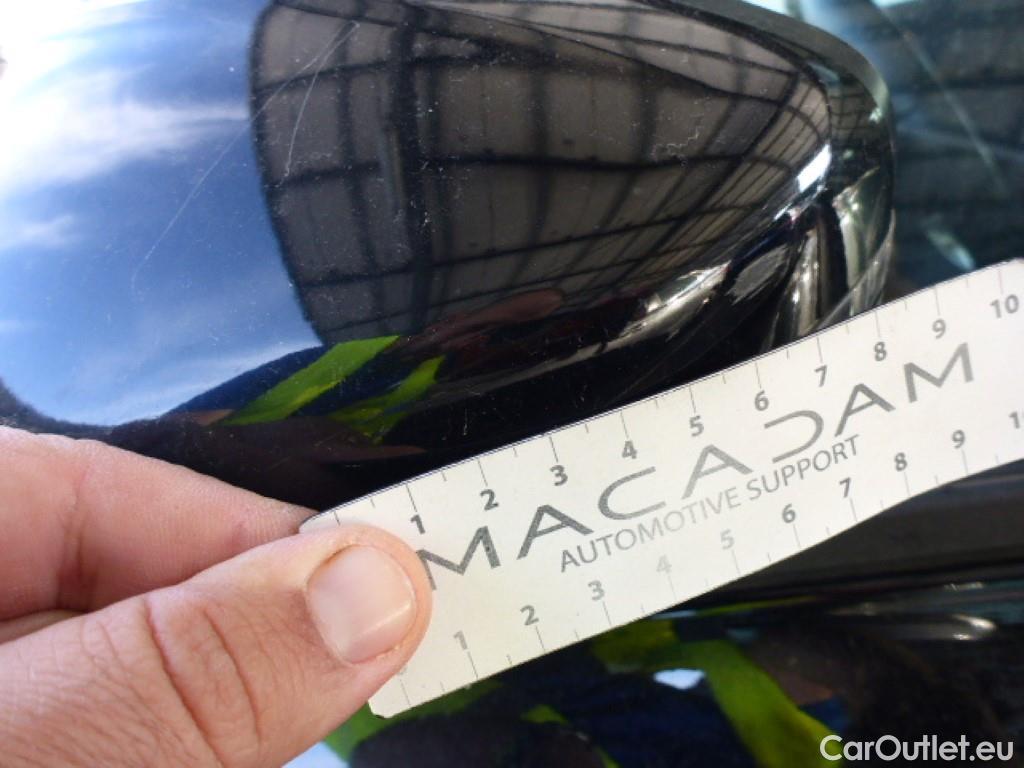 1 2 3 4 5 6 7 8 9 10
MACADAM
AUTOMOTIVE SUPPORT
1 2 3 4 5 6 7 8 9
CarOutlet.eu